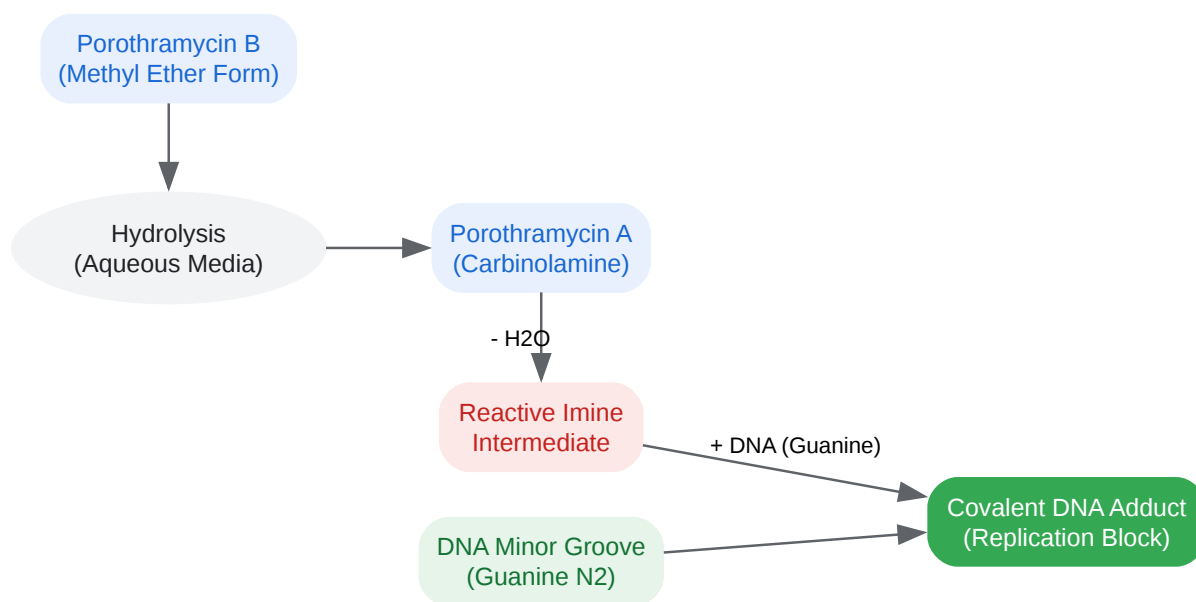 Porothramycin B
(Methyl Ether Form)
Hydrolysis
(Aqueous Media)
Porothramycin A
(Carbinolamine)
- H2O
Reactive Imine
Intermediate
+ DNA (Guanine)
DNA Minor Groove
(Guanine N2)
Covalent DNA Adduct
(Replication Block)